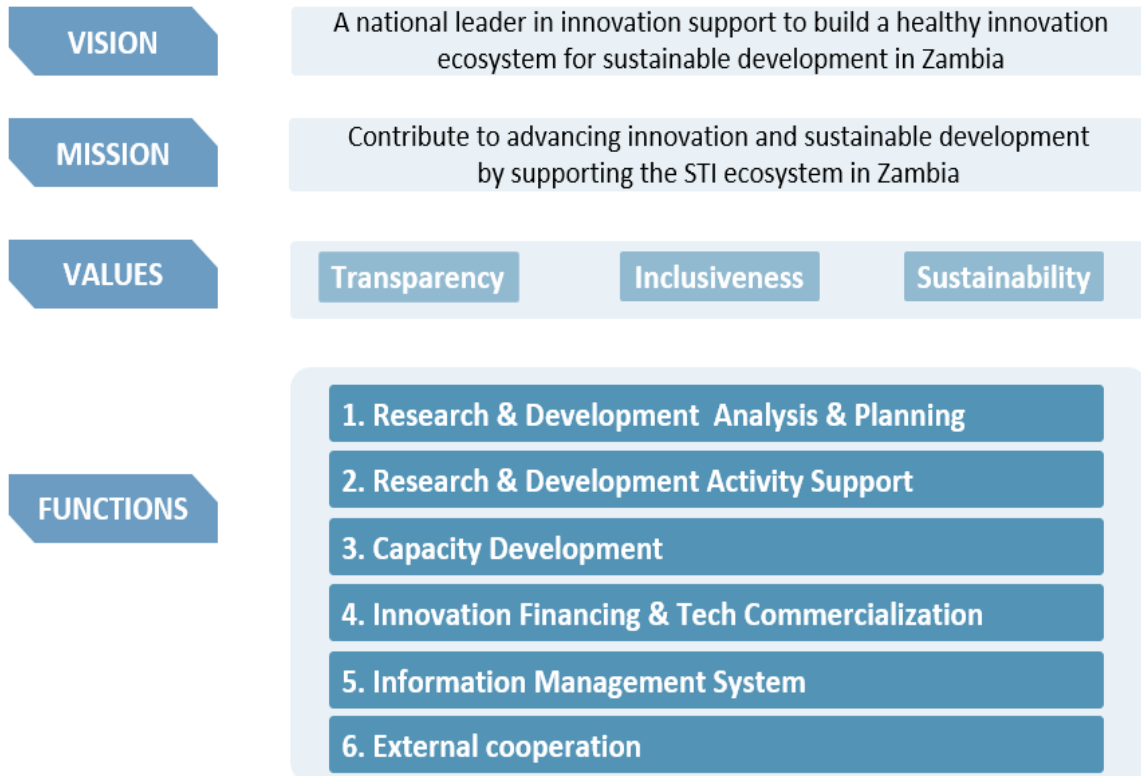 VISION
A national leader in innovation support to build a healthy innovation
ecosystem for sustainable development in Zambia
MISSION
Contribute to advancing innovation and sustainable development
by supporting the STI ecosystem in Zambia
VALUES
Transparency
Inclusiveness
Sustainability
FUNCTIONS
1. Research & Development Analysis & Planning
2. Research & Development Activity Support
3. Capacity Development
4. Innovation Financing & Tech Commercialization
5. Information Management System
6. External cooperation